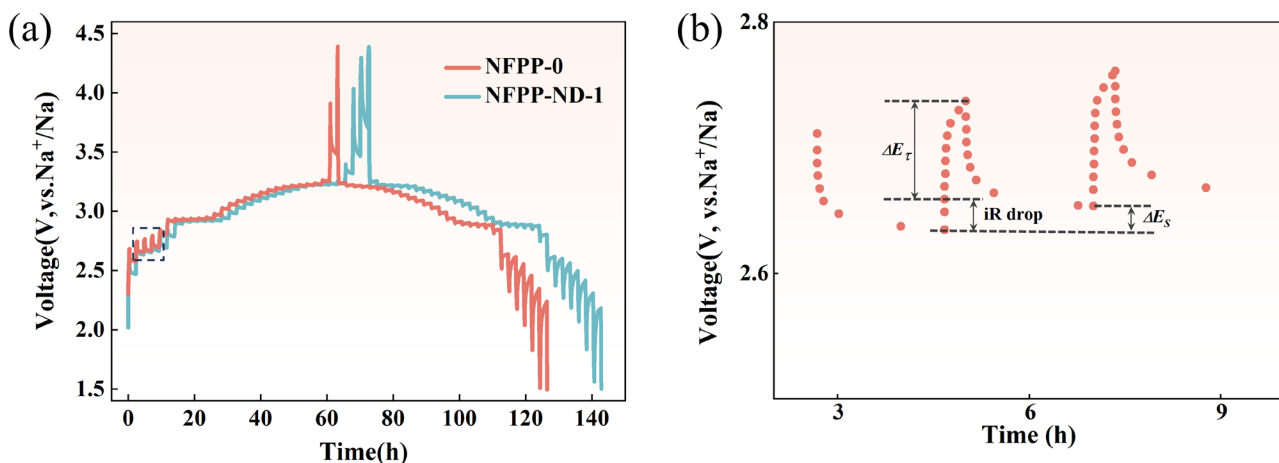 (a)
Voltage(V,vs.Na⁺/Na)
4.5
4.0
3.5
3.0
2.5
2.0
1.5
NFPP-0
NFPP-ND-1
0
20
40
60
80
100
120
140
Time(h)
(b)
Voltage(V, vs.Na⁺/Na)
2.8
2.6
ΔEτ
iR drop
ΔEs
3
6
9
Time (h)